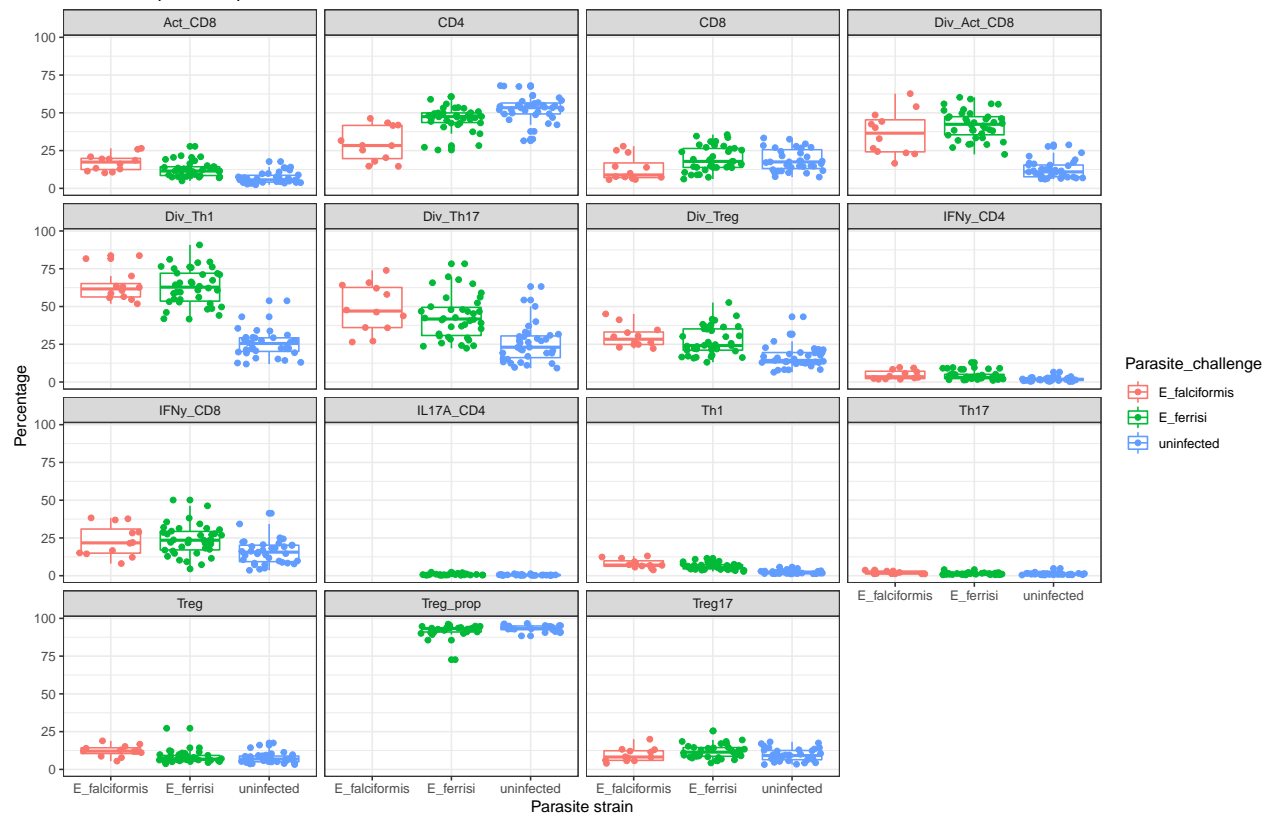 Act_CD8 CD4 CD8 Div_Act_CD8
100
75
50
25
0
Div_Th1 Div_Th17 Div_Treg IFNy_CD4
100
75
50
25
0
IFNy_CD8 IL17A_CD4 Th1 Th17
100
75
50
25
0
E_falciformis E_ferrisi uninfected
Treg Treg_prop Treg17
100
75
50
25
0
E_falciformis E_ferrisi uninfected E_falciformis E_ferrisi uninfected E_falciformis E_ferrisi uninfected
Parasite strain
Percentage
Parasite_challenge
E_falciformis
E_ferrisi
uninfected